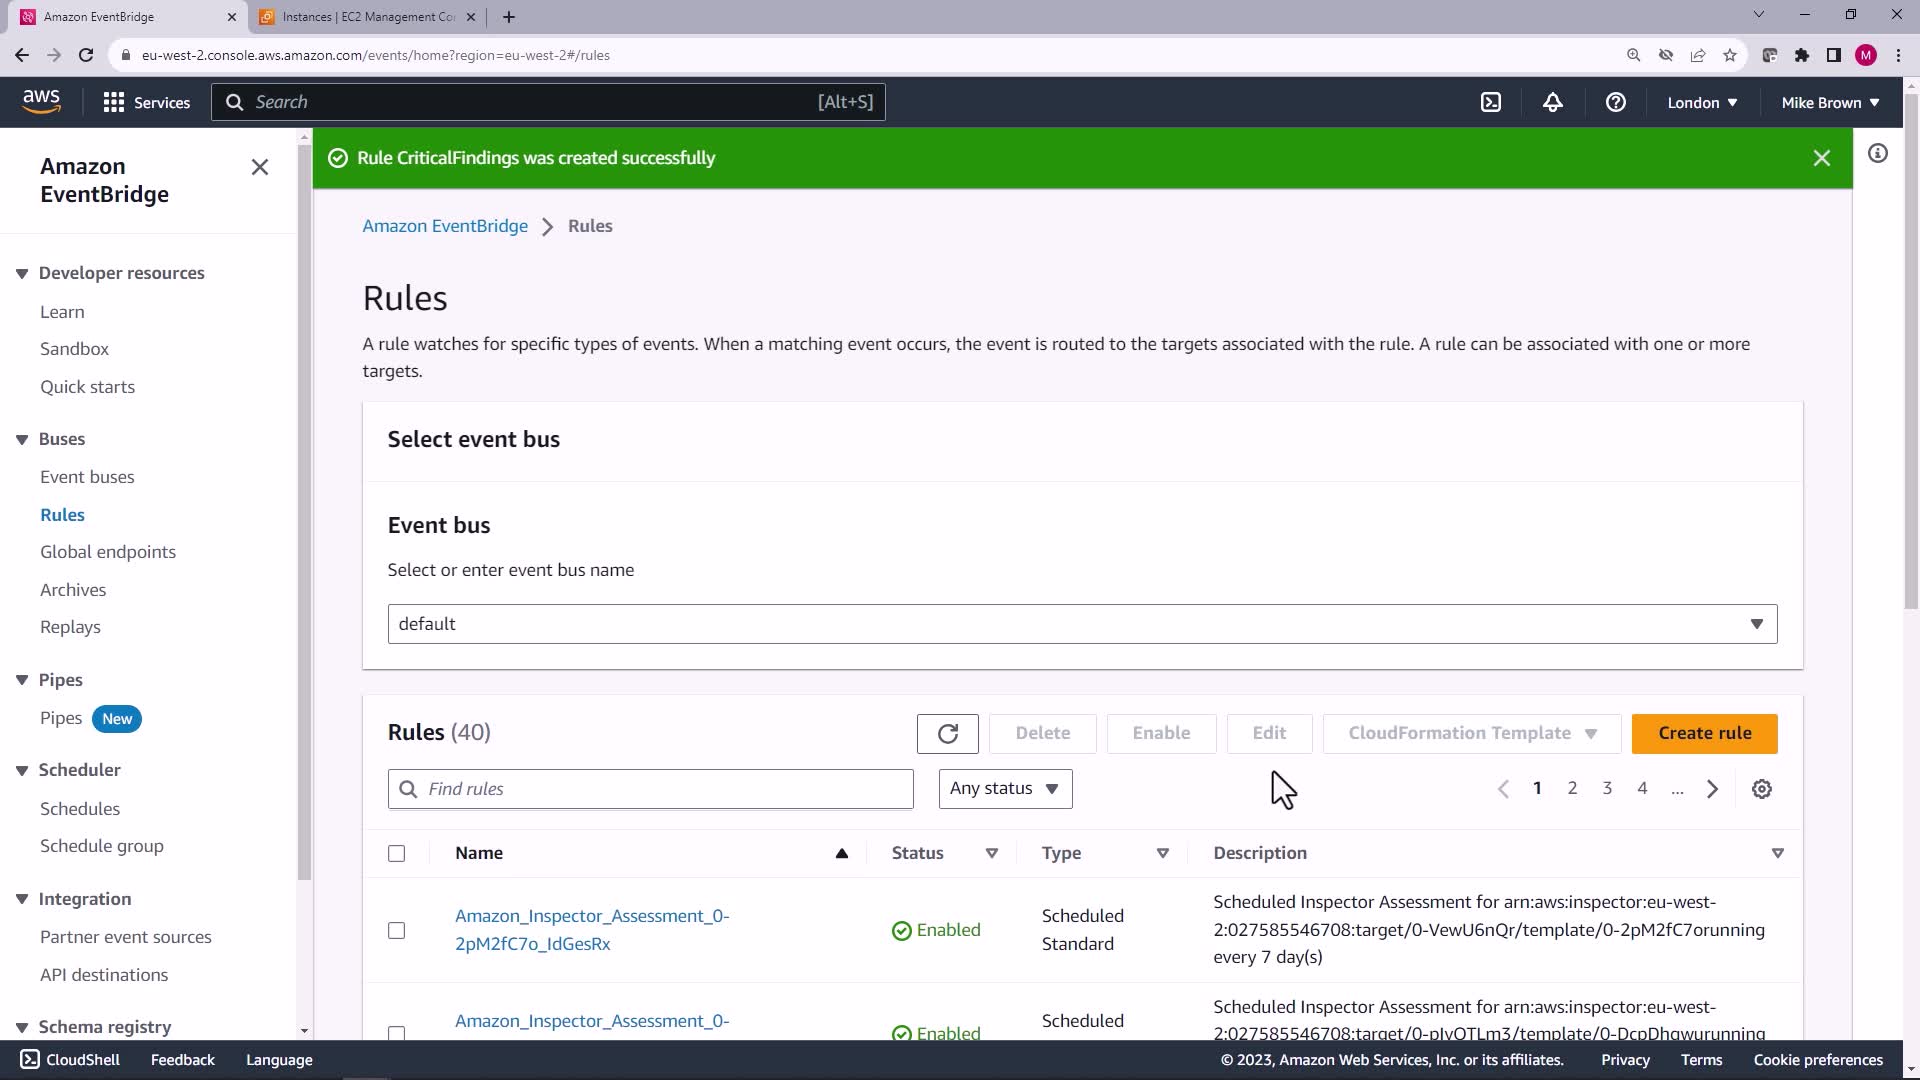 Amazon EventBridge
Instances | EC2 Management Co
eu-west-2.console.aws.amazon.com/events/home?region=eu-west-2#/rules
M
aws
Services
Search
[Alt+S]
London
Mike Brown
Amazon
EventBridge
Developer resources
Learn
Sandbox
Quick starts
Buses
Event buses
Rules
Global endpoints
Archives
Replays
Pipes
Pipes New
Scheduler
Schedules
Schedule group
Integration
Partner event sources
API destinations
Schema registry
Rule CriticalFindings was created successfully
Amazon EventBridge > Rules
Rules
A rule watches for specific types of events. When a matching event occurs, the event is routed to the targets associated with the rule. A rule can be associated with one or more
targets.
Select event bus
Event bus
Select or enter event bus name
default
Rules (40)
Delete
Enable
Edit
CloudFormation Template
Create rule
Find rules
Any status
1 2 3 4 ...
Name
Status
Type
Description
Amazon_Inspector_Assessment_0-
2pM2fC7o_IdGesRx
Enabled
Scheduled
Standard
Scheduled Inspector Assessment for arn:aws:inspector:eu-west-
2:027585546708:target/0-VewU6nQr/template/0-2pM2fC7orunning
every 7 day(s)
Amazon_Inspector_Assessment_0-
Enabled
Scheduled
Scheduled Inspector Assessment for arn:aws:inspector:eu-west-
CloudShell
Feedback
Language
© 2023, Amazon Web Services, Inc. or its affiliates.
Privacy
Terms
Cookie preferences